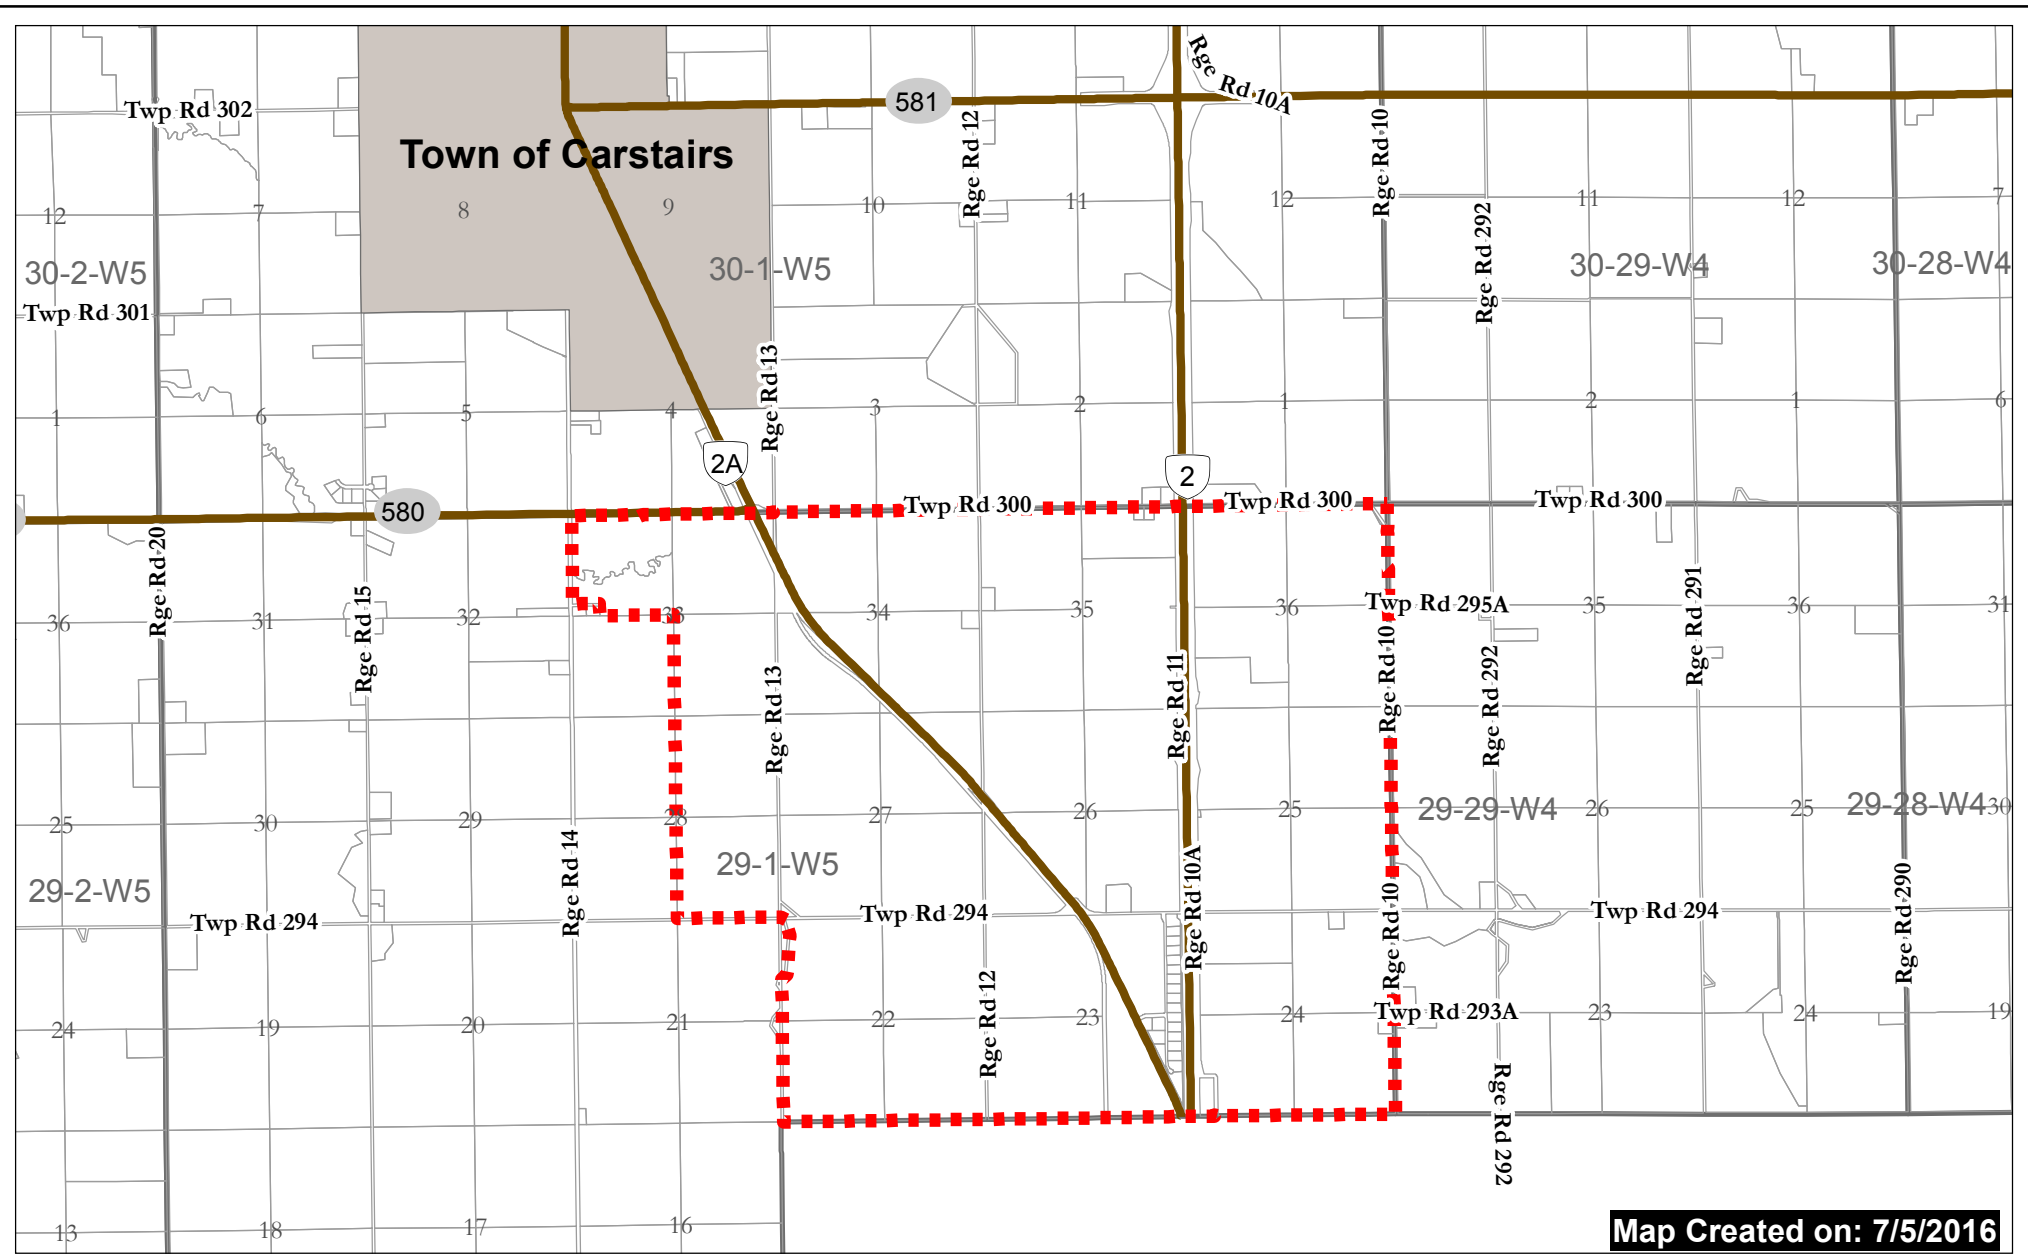 Rge Rd 10A
581
Twp Rd 302
Rge Rd 12
Rge Rd 10
Town of Carstairs
12
7
8
9
10
11
12
11
12
7
Rge Rd 292
30-2-W5
30-1-W5
30-29-W4
30-28-W4
Twp Rd 301
Rge Rd 13
1
6
5
4
3
2
1
2
1
6
2A
2
580
Twp Rd 300
Twp Rd 300
Twp Rd 300
Rge Rd 20
Rge Rd 15
Rge Rd 291
Twp Rd 295A
36
31
32
33
34
35
36
35
36
31
Rge Rd 13
Rge Rd 11
Rge Rd 10
Rge Rd 292
25
30
29
28
27
26
25
29-29-W4
26
25
29-28-W4
30
29-2-W5
Rge Rd 14
29-1-W5
Rge Rd 10A
Rge Rd 10
Rge Rd 290
Twp Rd 294
Twp Rd 294
Twp Rd 294
Rge Rd 12
Twp Rd 293A
24
19
20
21
22
23
24
23
24
19
Rge Rd 292
13
18
17
16
Map Created on: 7/5/2016